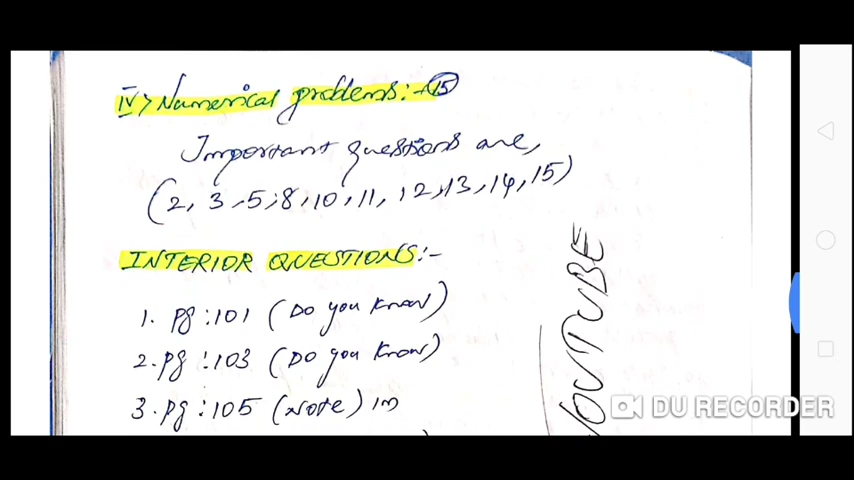 IV> Numerical problems:- 15
Important questions are,
(2, 3, 5, 8, 10, 11, 12, 13, 14, 15)
INTERIOR QUESTIONS:-
1. pg:101 (Do you know)
2. pg:103 (Do you know)
3. pg:105 (Note) im
YOUTUBE
DU RECORDER